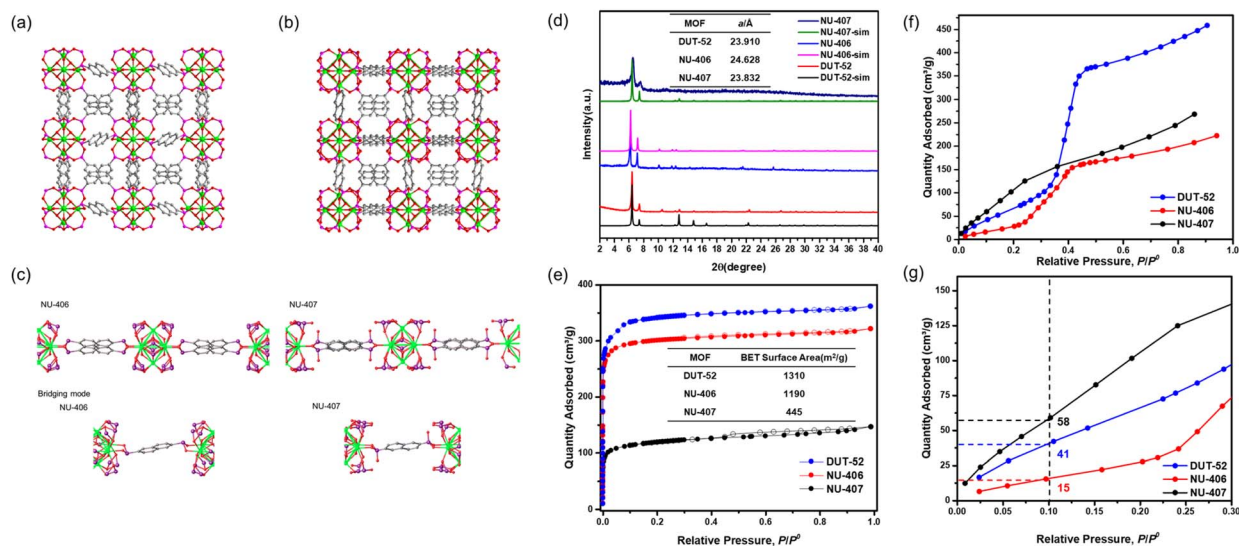 (a)
(b)
(c)
NU-406
NU-407
Bridging mode
NU-406
NU-407
(d)
MOF a/Å
DUT-52 23.910
NU-406 24.628
NU-407 23.832
NU-407
NU-407-sim
NU-406
NU-406-sim
DUT-52
DUT-52-sim
Intensity(a.u.)
2 4 6 8 10 12 14 16 18 20 22 24 26 28 30 32 34 36 38 40
2θ(degree)
(e)
Quantity Adsorbed (cm³/g)
400
300
200
100
0
MOF BET Surface Area(m²/g)
DUT-52 1310
NU-406 1190
NU-407 445
DUT-52
NU-406
NU-407
0.0 0.2 0.4 0.6 0.8 1.0
Relative Pressure, P/P⁰
(f)
Quantity Adsorbed (cm³/g)
500
450
400
350
300
250
200
150
100
50
0
DUT-52
NU-406
NU-407
0.0 0.2 0.4 0.6 0.8 1.0
Relative Pressure, P/P⁰
(g)
Quantity Adsorbed (cm³/g)
150
125
100
75
50
25
0
58
41
15
DUT-52
NU-406
NU-407
0.00 0.05 0.10 0.15 0.20 0.25 0.30
Relative Pressure, P/P⁰